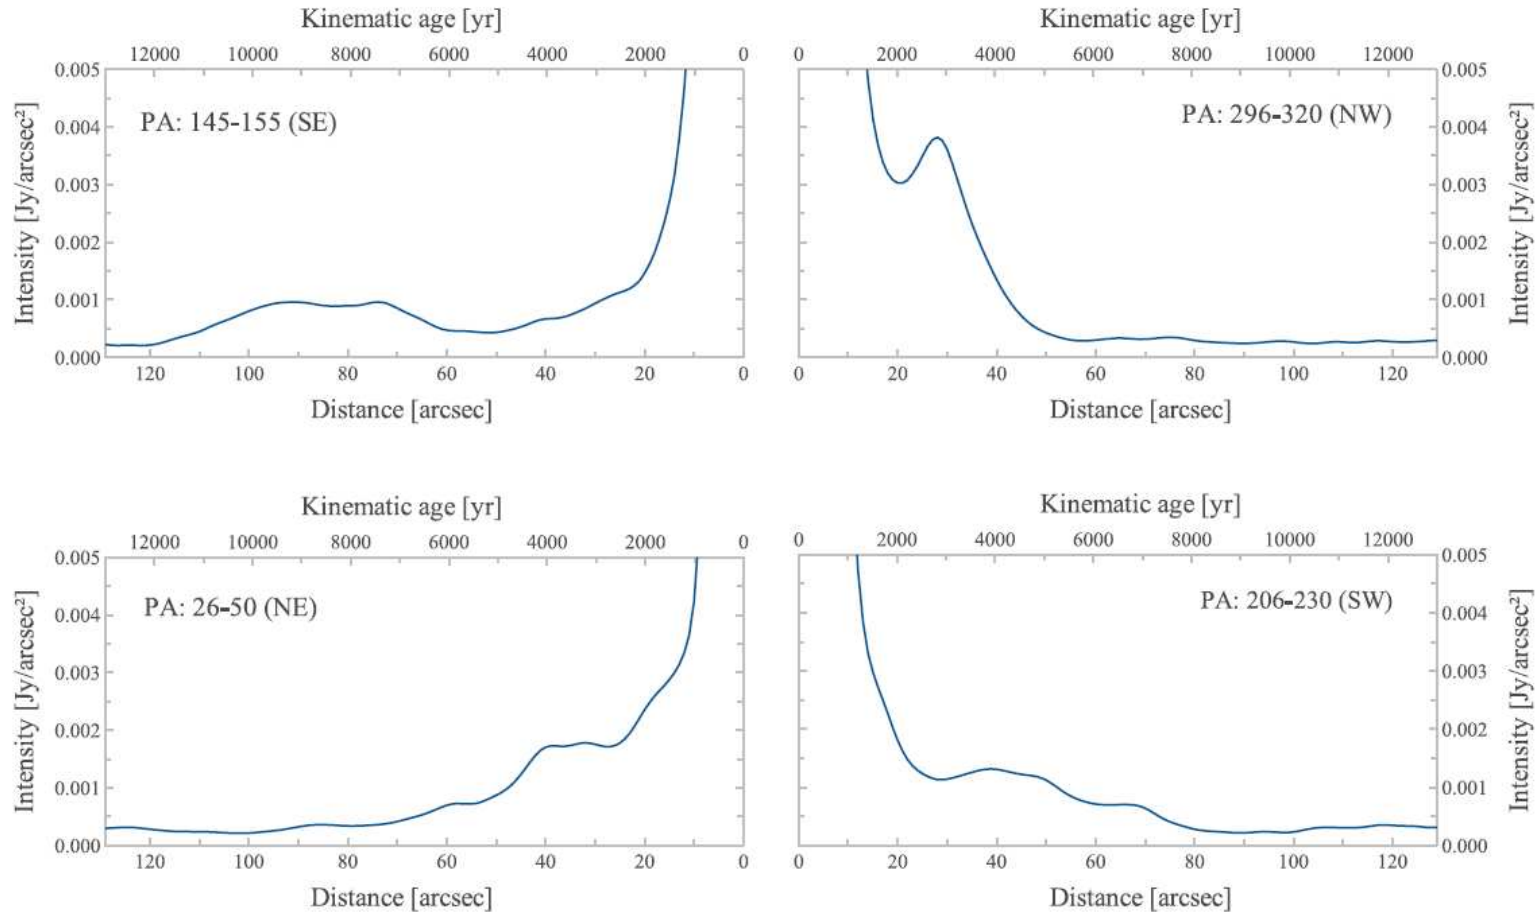 Kinematic age [yr]
12000 10000 8000 6000 4000 2000 0
0.005
0.004
0.003
0.002
0.001
0.000
Intensity [Jy/arcsec²]
PA: 145-155 (SE)
120 100 80 60 40 20 0
Distance [arcsec]
Kinematic age [yr]
0 2000 4000 6000 8000 10000 12000
PA: 296-320 (NW)
0.005
0.004
0.003
0.002
0.001
0.000
Intensity [Jy/arcsec²]
0 20 40 60 80 100 120
Distance [arcsec]
Kinematic age [yr]
12000 10000 8000 6000 4000 2000 0
0.005
0.004
0.003
0.002
0.001
0.000
Intensity [Jy/arcsec²]
PA: 26-50 (NE)
120 100 80 60 40 20 0
Distance [arcsec]
Kinematic age [yr]
0 2000 4000 6000 8000 10000 12000
PA: 206-230 (SW)
0.005
0.004
0.003
0.002
0.001
0.000
Intensity [Jy/arcsec²]
0 20 40 60 80 100 120
Distance [arcsec]